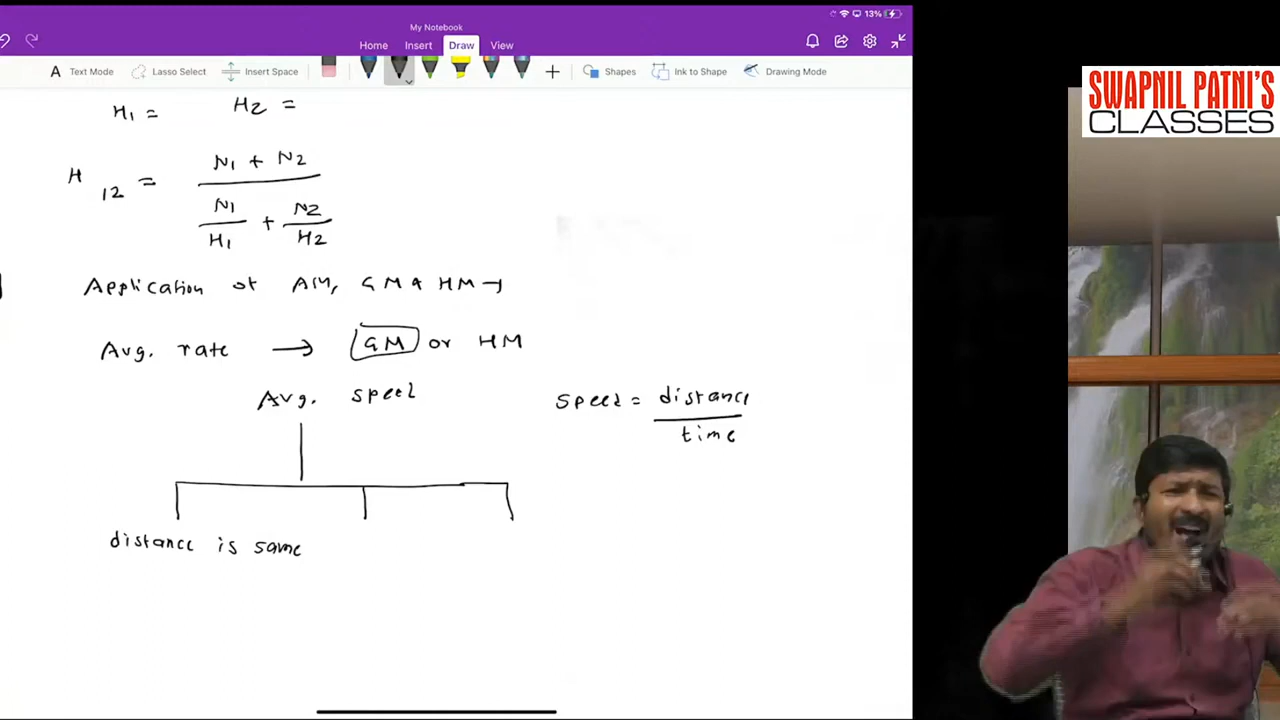 13%
My Notebook
Home Insert Draw View
A Text Mode Lasso Select Insert Space Shapes Ink to Shape Drawing Mode
SWAPNIL PATNI'S
CLASSES
H1 = H2 =
H 12 = N1 + N2
N1 + N2
H1 H2
Application of AM, GM & HM →
Avg. rate → GM or HM
Avg. speed
speed = distance
time
distance is same